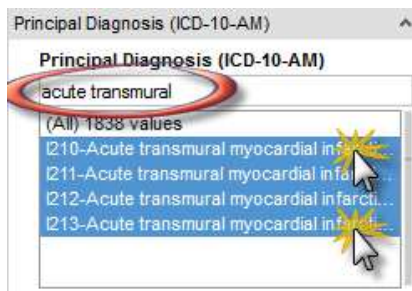 Principal Diagnosis (ICD-10-AM)
Principal Diagnosis (ICD-10-AM)
acute transmural
(All) 1838 values
I210-Acute transmural myocardial
I211-Acute transmural myocardial
I212-Acute transmural myocardial infarcti...
I213-Acute transmural myocardial